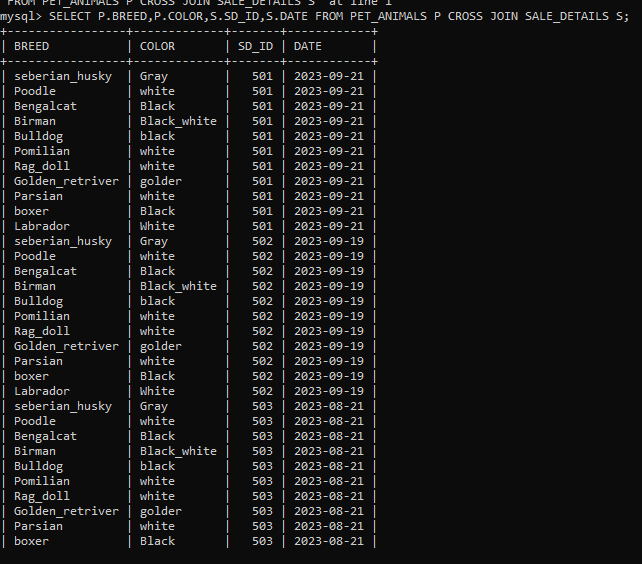 FROM PET_ANIMALS P CROSS JOIN SALE_DETAILS S' at line 1
mysql> SELECT P.BREED,P.COLOR,S.SD_ID,S.DATE FROM PET_ANIMALS P CROSS JOIN SALE_DETAILS S;
+------------------+-------------+-------+------------+
| BREED | COLOR | SD_ID | DATE |
+------------------+-------------+-------+------------+
| seberian_husky | Gray | 501 | 2023-09-21 |
| Poodle | white | 501 | 2023-09-21 |
| Bengalcat | Black | 501 | 2023-09-21 |
| Birman | Black_white | 501 | 2023-09-21 |
| Bulldog | black | 501 | 2023-09-21 |
| Pomilian | white | 501 | 2023-09-21 |
| Rag_doll | white | 501 | 2023-09-21 |
| Golden_retriver | golder | 501 | 2023-09-21 |
| Parsian | white | 501 | 2023-09-21 |
| boxer | Black | 501 | 2023-09-21 |
| Labrador | White | 501 | 2023-09-21 |
| seberian_husky | Gray | 502 | 2023-09-19 |
| Poodle | white | 502 | 2023-09-19 |
| Bengalcat | Black | 502 | 2023-09-19 |
| Birman | Black_white | 502 | 2023-09-19 |
| Bulldog | black | 502 | 2023-09-19 |
| Pomilian | white | 502 | 2023-09-19 |
| Rag_doll | white | 502 | 2023-09-19 |
| Golden_retriver | golder | 502 | 2023-09-19 |
| Parsian | white | 502 | 2023-09-19 |
| boxer | Black | 502 | 2023-09-19 |
| Labrador | White | 502 | 2023-09-19 |
| seberian_husky | Gray | 503 | 2023-08-21 |
| Poodle | white | 503 | 2023-08-21 |
| Bengalcat | Black | 503 | 2023-08-21 |
| Birman | Black_white | 503 | 2023-08-21 |
| Bulldog | black | 503 | 2023-08-21 |
| Pomilian | white | 503 | 2023-08-21 |
| Rag_doll | white | 503 | 2023-08-21 |
| Golden_retriver | golder | 503 | 2023-08-21 |
| Parsian | white | 503 | 2023-08-21 |
| boxer | Black | 503 | 2023-08-21 |